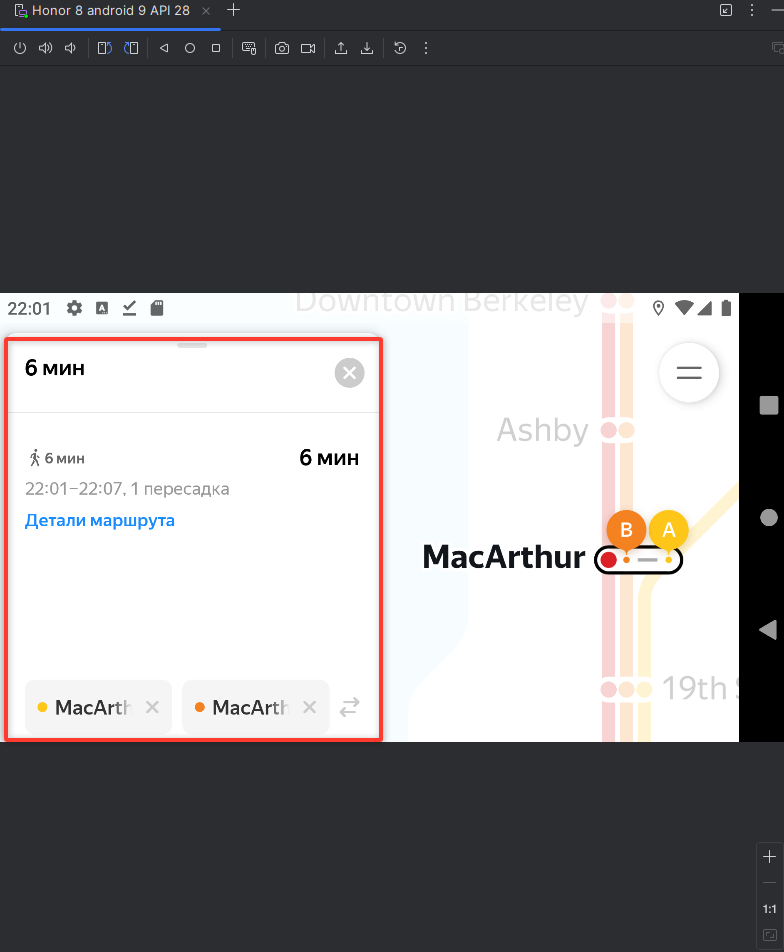 Honor 8 android 9 API 28
22:01
Downtown Berkeley
6 мин
Ashby
6 мин
6 мин
22:01–22:07, 1 пересадка
Детали маршрута
B
A
MacArthur
MacArth
MacArth
19th
1:1